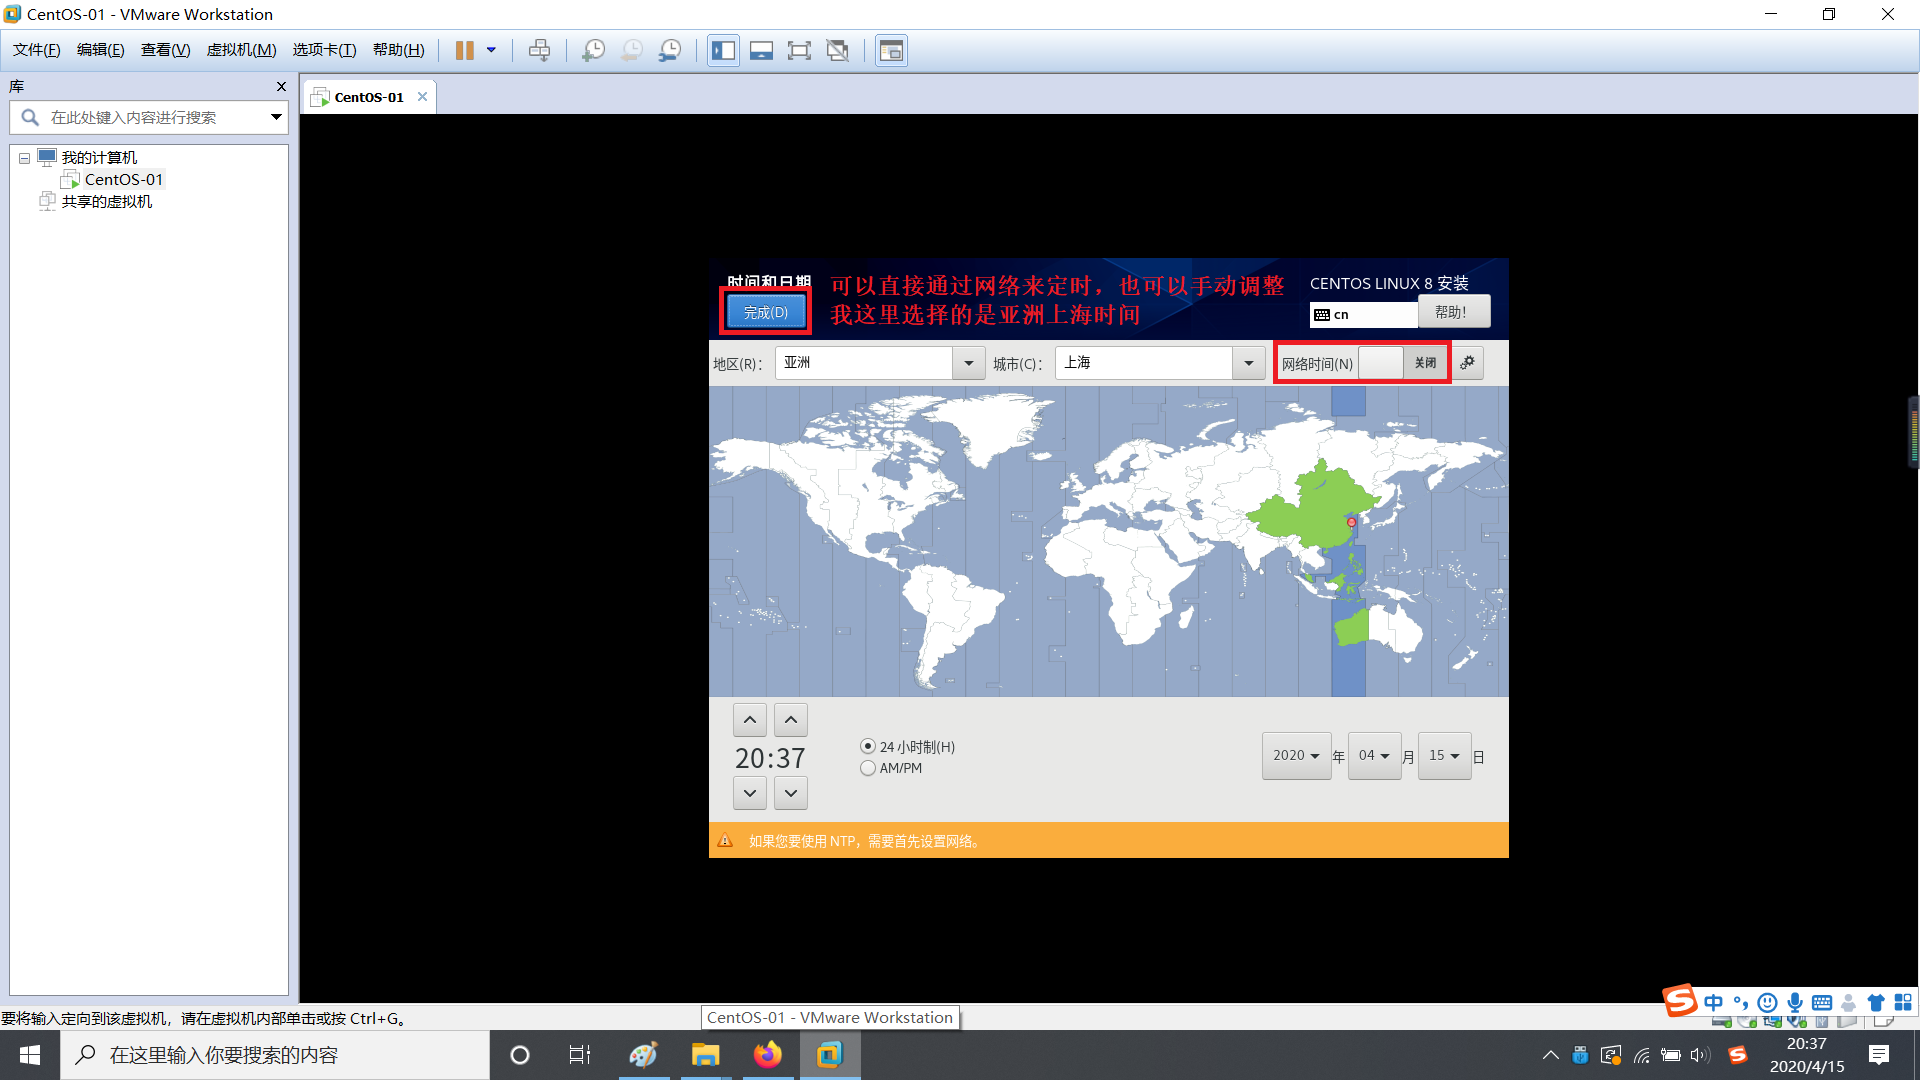 CentOS-01 - VMware Workstation
文件(F) 编辑(E) 查看(V) 虚拟机(M) 选项卡(T) 帮助(H)
库
在此处键入内容进行搜索
我的计算机
CentOS-01
共享的虚拟机
CentOS-01
时间和日期
完成(D)
可以直接通过网络来定时，也可以手动调整
我这里选择的是亚洲上海时间
CENTOS LINUX 8 安装
cn
帮助！
地区(R)：
亚洲
城市(C)：
上海
网络时间(N)
关闭
20:37
24 小时制(H)
AM/PM
2020 年 04 月 15 日
如果您要使用 NTP，需要首先设置网络。
要将输入定向到该虚拟机，请在虚拟机内部单击或按 Ctrl+G。
CentOS-01 - VMware Workstation
中
在这里输入你要搜索的内容
20:37
2020/4/15